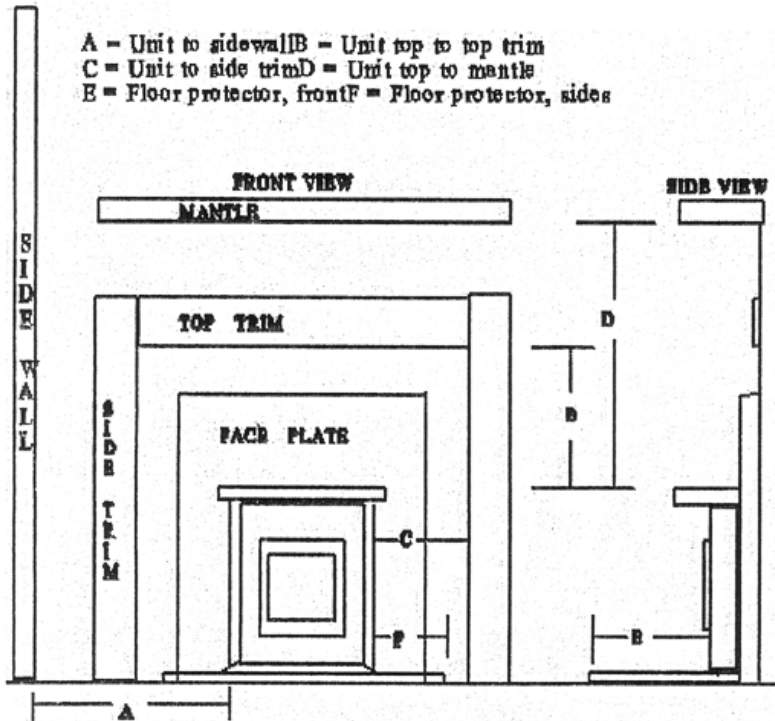 A = Unit to sidewallB = Unit top to top trim
C = Unit to side trimD = Unit top to mantle
E = Floor protector, frontF = Floor protector, sides
FRONT VIEW
SIDE VIEW
MANTLE
SIDE WALL
TOP TRIM
D
SIDE TRIM
B
FACE PLATE
C
F
E
A